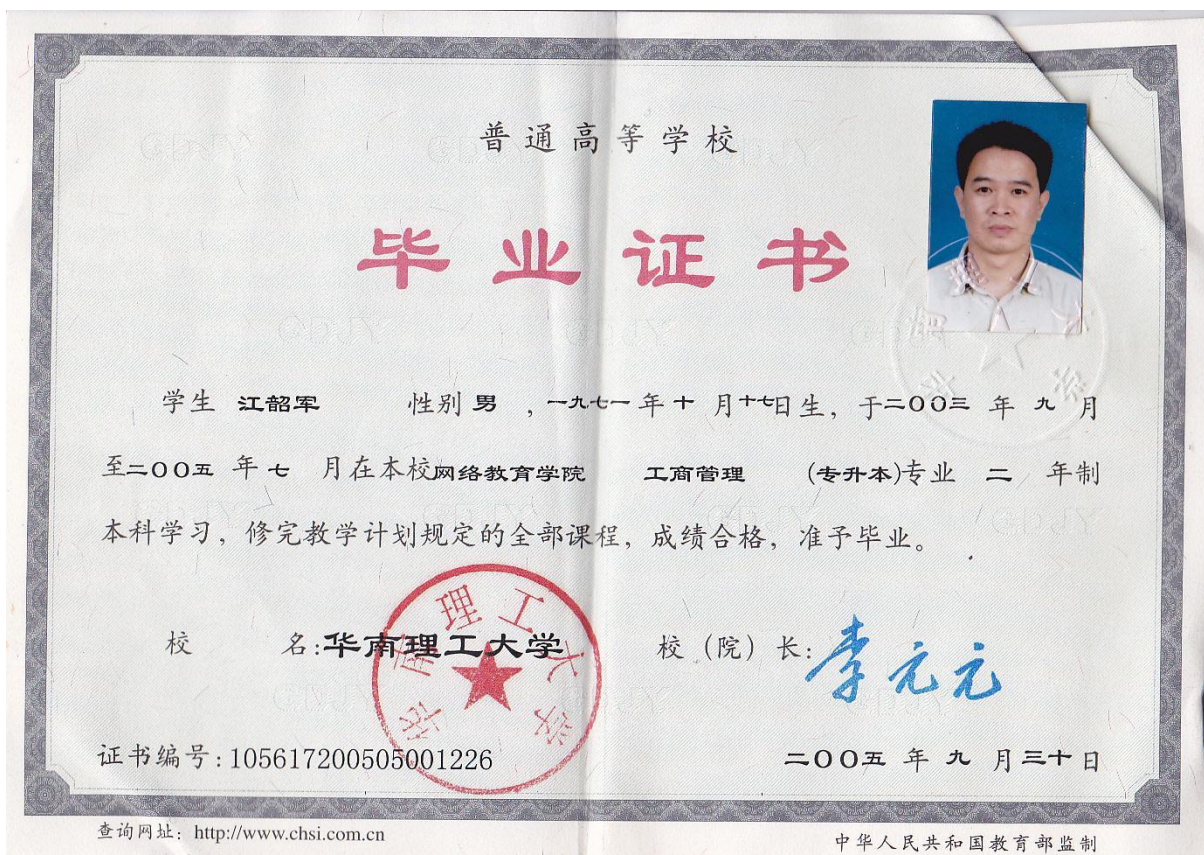 普通高等学校
毕业证书
学生 江韶军 性别 男 ，一九七一 年 十 月 十七日生，于二００三 年 九 月
至二００五 年 七 月在本校网络教育学院 工商管理 (专升本)专业 二 年制
本科学习，修完教学计划规定的全部课程，成绩合格，准予毕业。
校 名：华南理工大学 校（院）长：李元元
华南理工大学
证书编号：105617200505001226 二００五 年 九 月 三十 日
查询网址：http://www.chsi.com.cn 中华人民共和国教育部监制